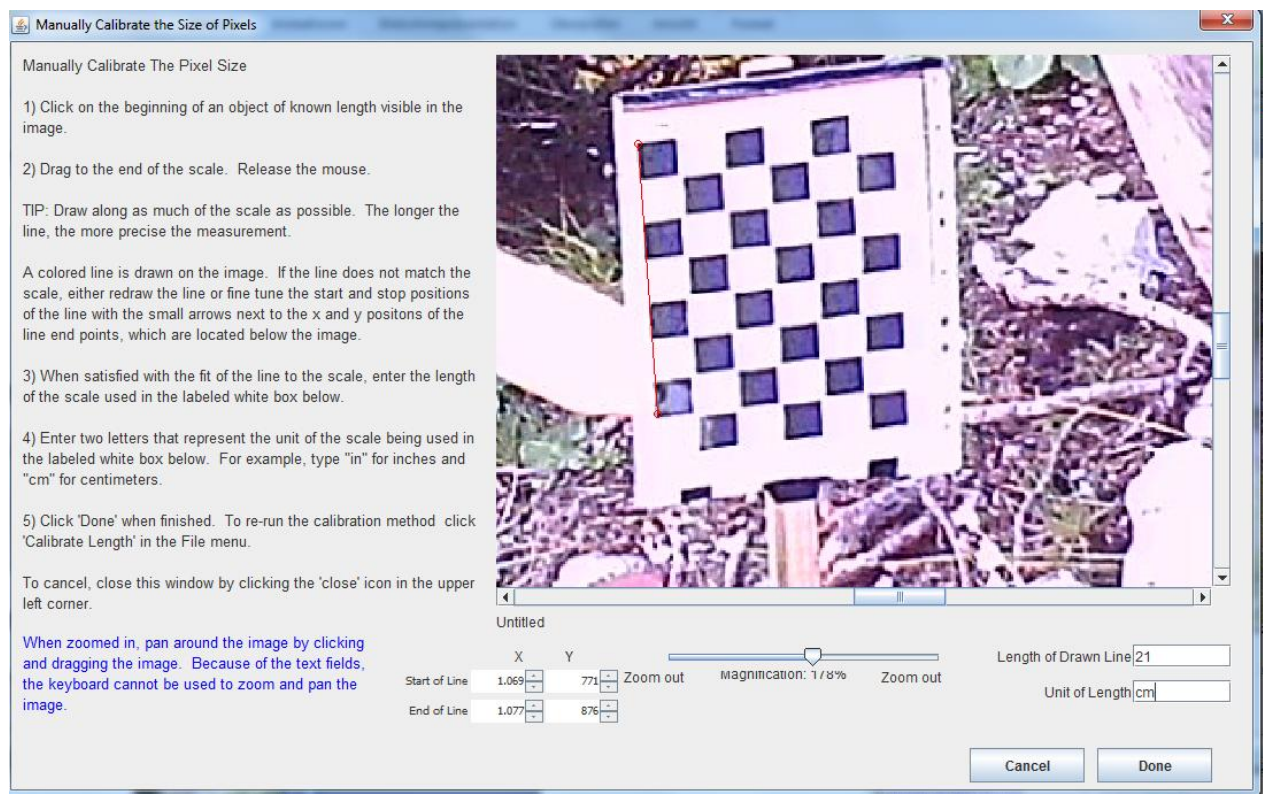 Manually Calibrate the Size of Pixels
Manually Calibrate The Pixel Size
1) Click on the beginning of an object of known length visible in the
image.
2) Drag to the end of the scale. Release the mouse.
TIP: Draw along as much of the scale as possible. The longer the
line, the more precise the measurement.
A colored line is drawn on the image. If the line does not match the
scale, either redraw the line or fine tune the start and stop positions
of the line with the small arrows next to the x and y positons of the
line end points, which are located below the image.
3) When satisfied with the fit of the line to the scale, enter the length
of the scale used in the labeled white box below.
4) Enter two letters that represent the unit of the scale being used in
the labeled white box below. For example, type "in" for inches and
"cm" for centimeters.
5) Click 'Done' when finished. To re-run the calibration method click
'Calibrate Length' in the File menu.
To cancel, close this window by clicking the 'close' icon in the upper
left corner.
When zoomed in, pan around the image by clicking
and dragging the image. Because of the text fields,
the keyboard cannot be used to zoom and pan the
image.
Untitled
X Y
Start of Line 1.069 771
End of Line 1.077 876
Zoom out Magnification: 178% Zoom out
Length of Drawn Line 21
Unit of Length cm
Cancel Done